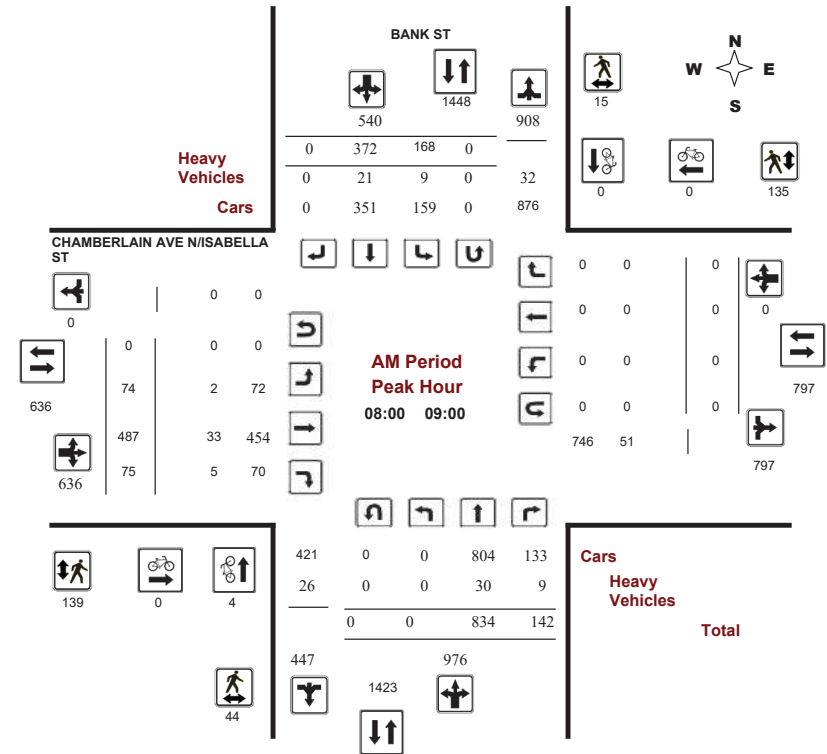 BANK ST
N
W E
S
1448
15
540
908
0 372 168 0
Heavy
Vehicles
0 21 9 0 32
Cars
0 351 159 0 876
0
0
135
CHAMBERLAIN AVE N/ISABELLA
ST
0 0
0
0 0 0
0 0 0
0 0 0
0
636
74 2 72
AM Period
Peak Hour
08:00 09:00
0 0 0
797
0 0 0
487 33 454
746 51
75 5 70
636
797
421 0 0 804 133
Cars
26 0 0 30 9
Heavy
Vehicles
139
0
4
0 0 834 142
Total
447
976
1423
44